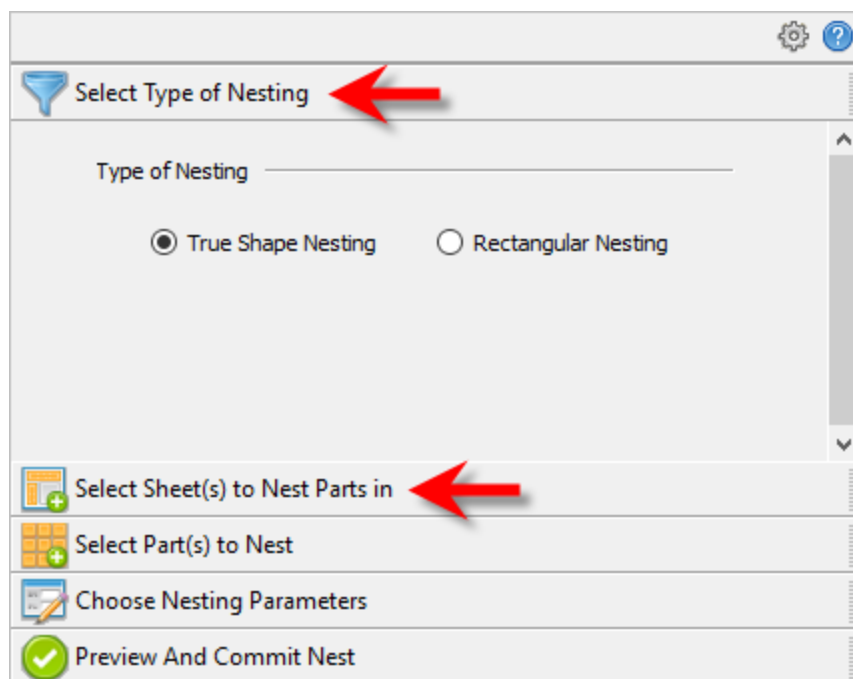 Select Type of Nesting
Type of Nesting
True Shape Nesting Rectangular Nesting
Select Sheet(s) to Nest Parts in
Select Part(s) to Nest
Choose Nesting Parameters
Preview And Commit Nest